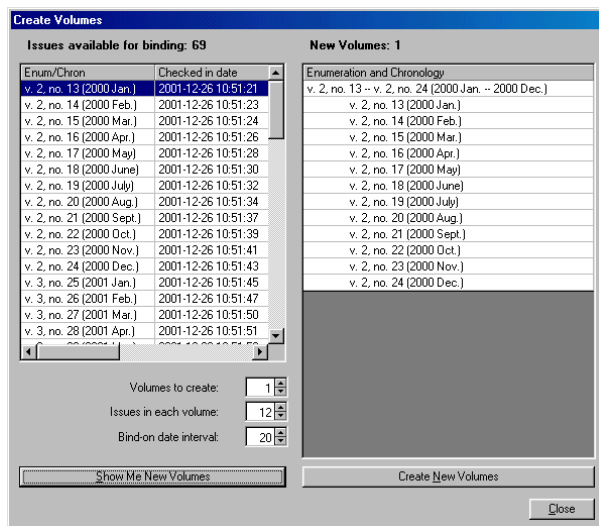 Create Volumes
Issues available for binding: 69
Enum/Chron Checked in date
v. 2, no. 13 (2000 Jan.) 2001-12-26 10:51:21
v. 2, no. 14 (2000 Feb.) 2001-12-26 10:51:23
v. 2, no. 15 (2000 Mar.) 2001-12-26 10:51:24
v. 2, no. 16 (2000 Apr.) 2001-12-26 10:51:26
v. 2, no. 17 (2000 May) 2001-12-26 10:51:28
v. 2, no. 18 (2000 June) 2001-12-26 10:51:30
v. 2, no. 19 (2000 July) 2001-12-26 10:51:32
v. 2, no. 20 (2000 Aug.) 2001-12-26 10:51:34
v. 2, no. 21 (2000 Sept.) 2001-12-26 10:51:37
v. 2, no. 22 (2000 Oct.) 2001-12-26 10:51:39
v. 2, no. 23 (2000 Nov.) 2001-12-26 10:51:41
v. 2, no. 24 (2000 Dec.) 2001-12-26 10:51:43
v. 3, no. 25 (2001 Jan.) 2001-12-26 10:51:45
v. 3, no. 26 (2001 Feb.) 2001-12-26 10:51:47
v. 3, no. 27 (2001 Mar.) 2001-12-26 10:51:50
v. 3, no. 28 (2001 Apr.) 2001-12-26 10:51:51
Volumes to create: 1
Issues in each volume: 12
Bind-on date interval: 20
Show Me New Volumes
New Volumes: 1
Enumeration and Chronology
v. 2, no. 13 -- v. 2, no. 24 (2000 Jan. -- 2000 Dec.)
v. 2, no. 13 (2000 Jan.)
v. 2, no. 14 (2000 Feb.)
v. 2, no. 15 (2000 Mar.)
v. 2, no. 16 (2000 Apr.)
v. 2, no. 17 (2000 May)
v. 2, no. 18 (2000 June)
v. 2, no. 19 (2000 July)
v. 2, no. 20 (2000 Aug.)
v. 2, no. 21 (2000 Sept.)
v. 2, no. 22 (2000 Oct.)
v. 2, no. 23 (2000 Nov.)
v. 2, no. 24 (2000 Dec.)
Create New Volumes
Close